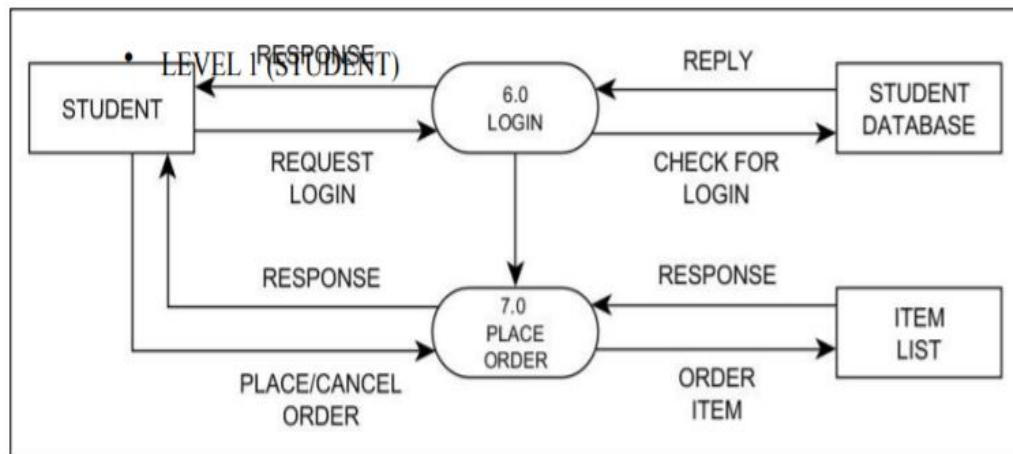 RESPONSE
• LEVEL 1 (STUDENT)
STUDENT
6.0
LOGIN
REPLY
STUDENT
DATABASE
REQUEST
LOGIN
CHECK FOR
LOGIN
RESPONSE
7.0
PLACE
ORDER
RESPONSE
ITEM
LIST
PLACE/CANCEL
ORDER
ORDER
ITEM